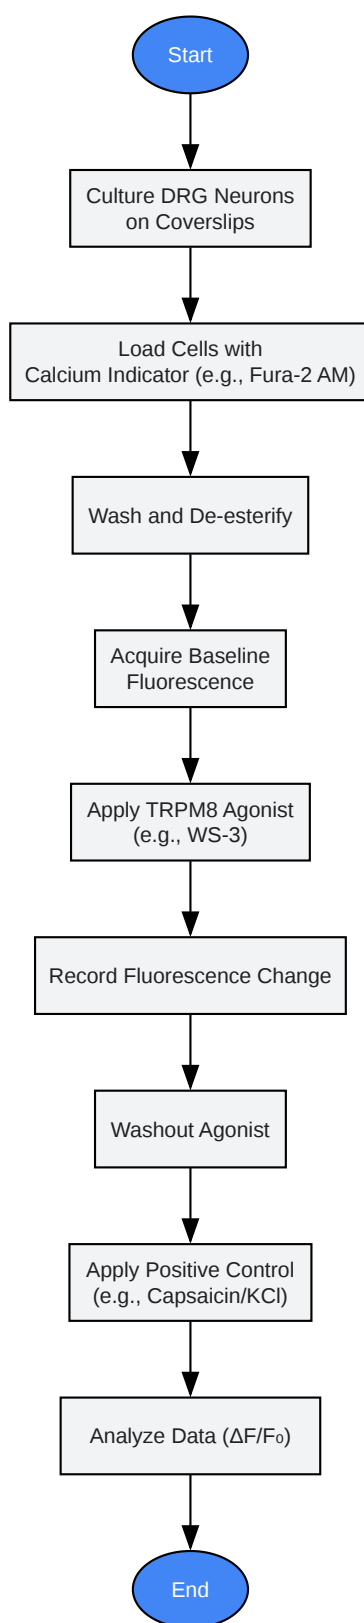 Start
Culture DRG Neurons
on Coverslips
Load Cells with
Calcium Indicator (e.g., Fura-2 AM)
Wash and De-esterify
Acquire Baseline
Fluorescence
Apply TRPM8 Agonist
(e.g., WS-3)
Record Fluorescence Change
Washout Agonist
Apply Positive Control
(e.g., Capsaicin/KCl)
Analyze Data (ΔF/F₀)
End